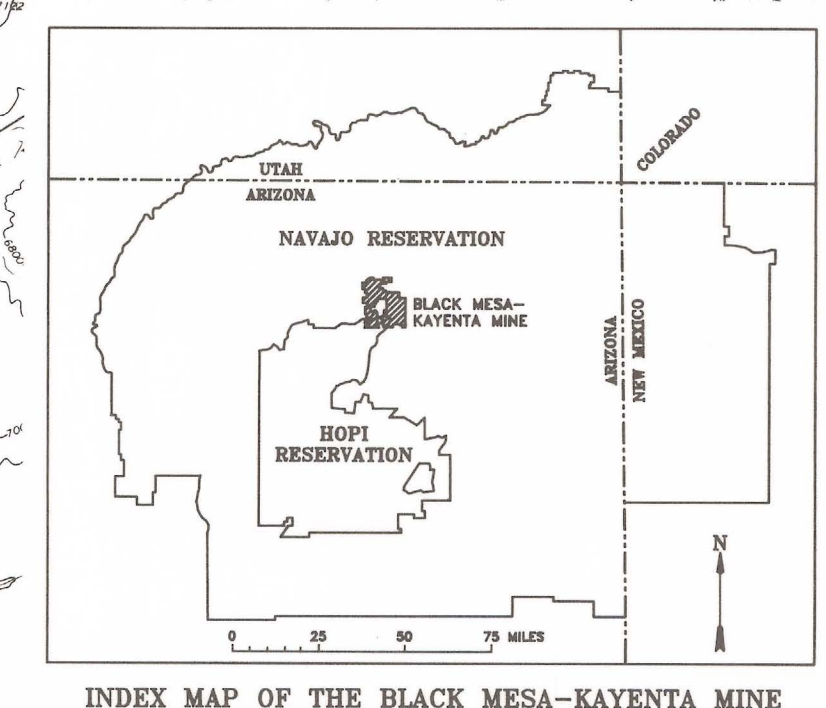 COLORADO
UTAH
ARIZONA
NAVAJO RESERVATION
BLACK MESA-
KAYENTA MINE
ARIZONA
NEW MEXICO
HOPI
RESERVATION
N
0 25 50 75 MILES
INDEX MAP OF THE BLACK MESA-KAYENTA MINE
6800